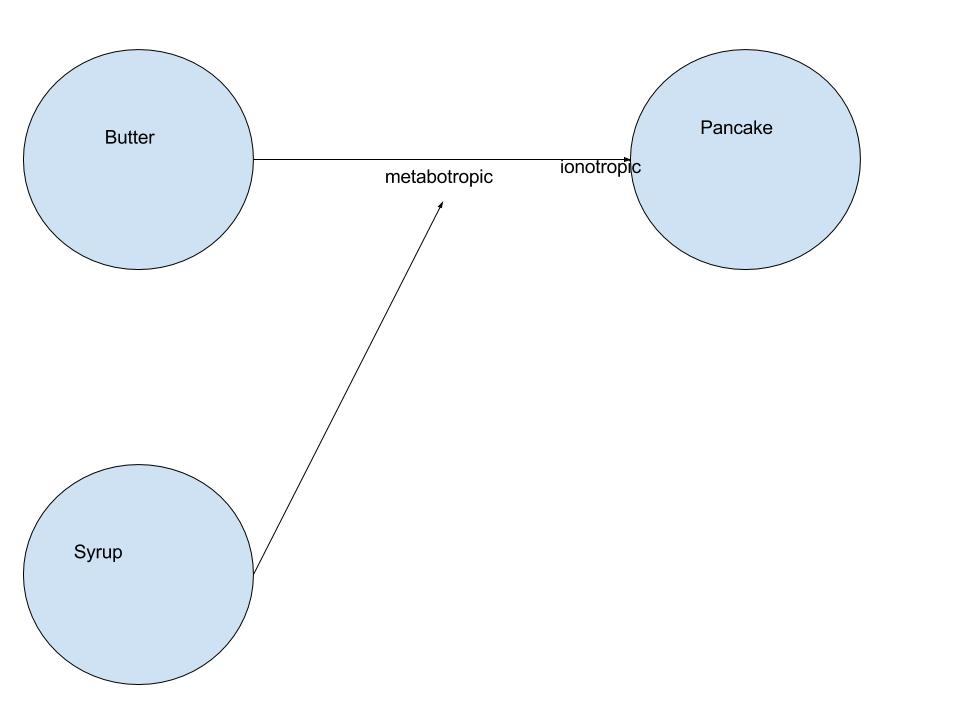 Butter
Pancake
metabotropic
ionotropic
Syrup